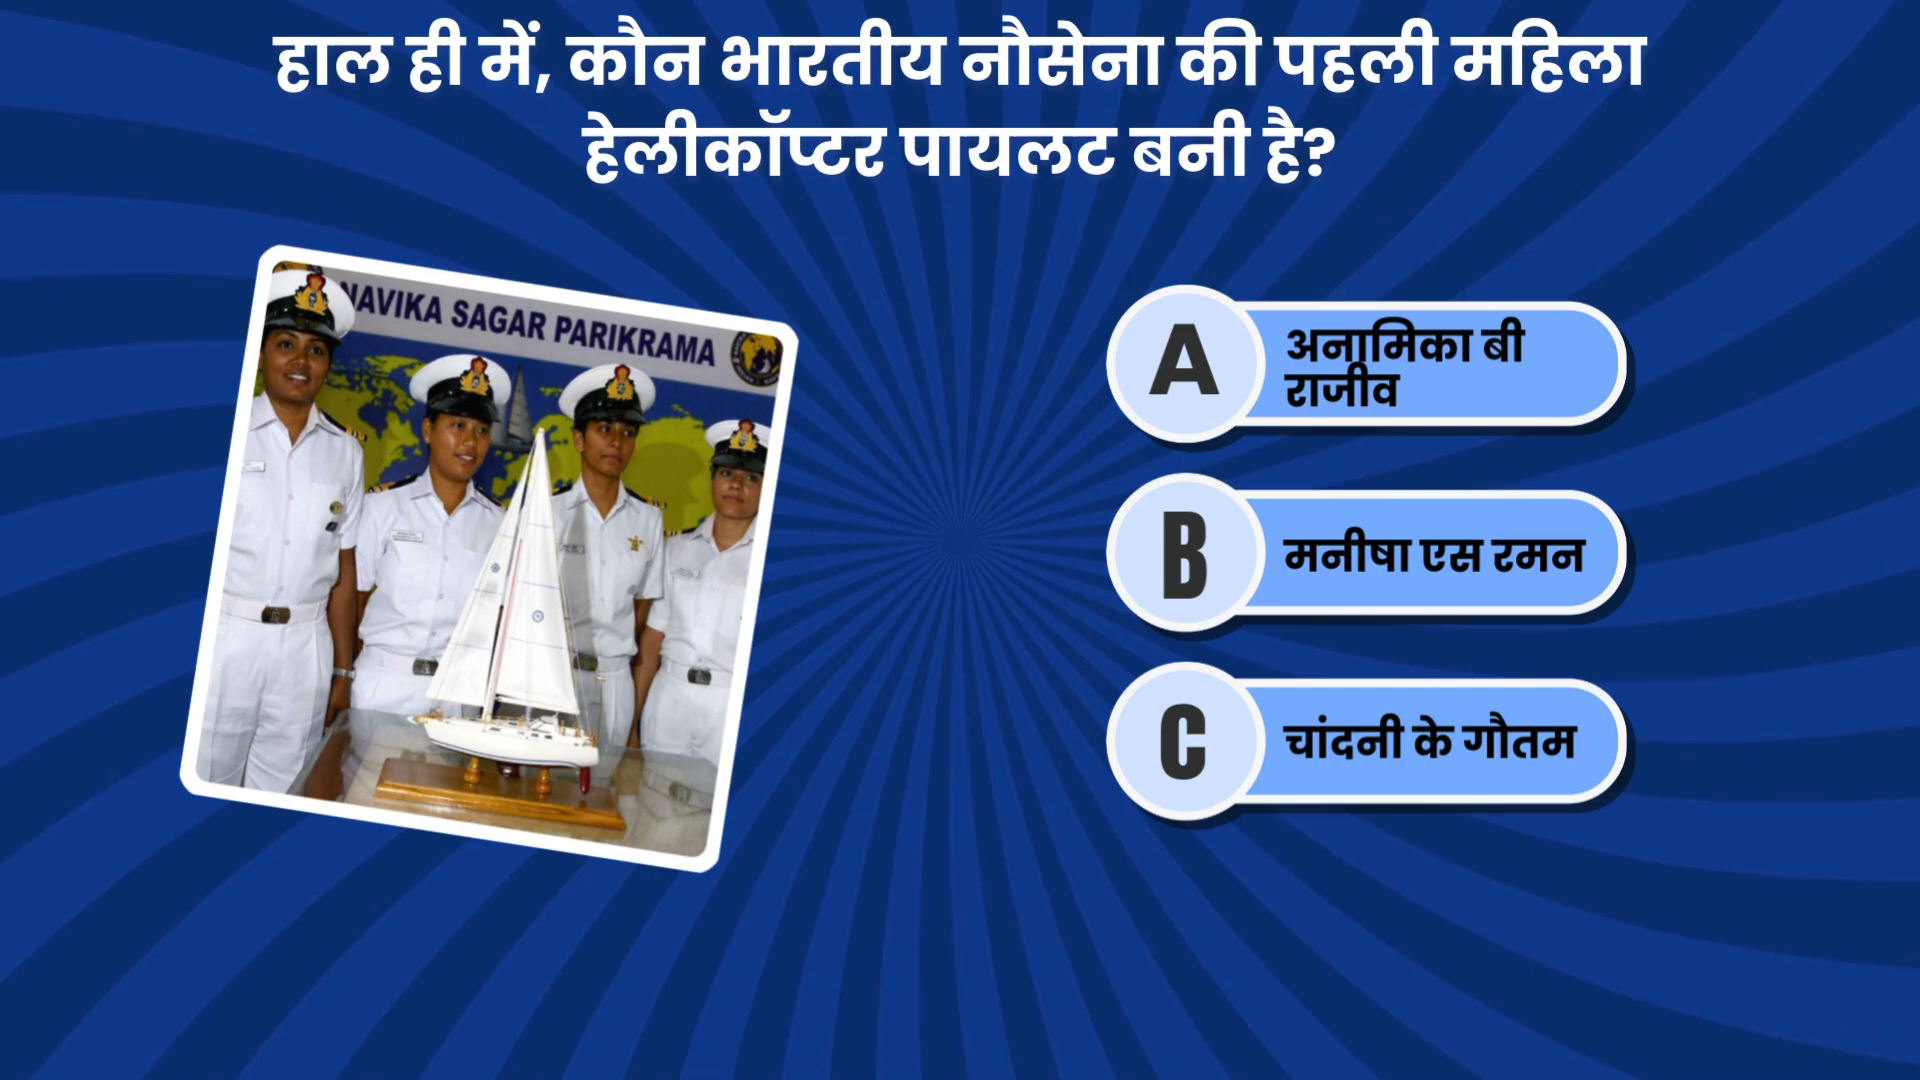 हाल ही में, कौन भारतीय नौसेना की पहली महिला
हेलीकॉप्टर पायलट बनी है?
NAVIKA SAGAR PARIKRAMA
A
अनामिका बी
राजीव
B
मनीषा एस रमन
C
चांदनी के गौतम